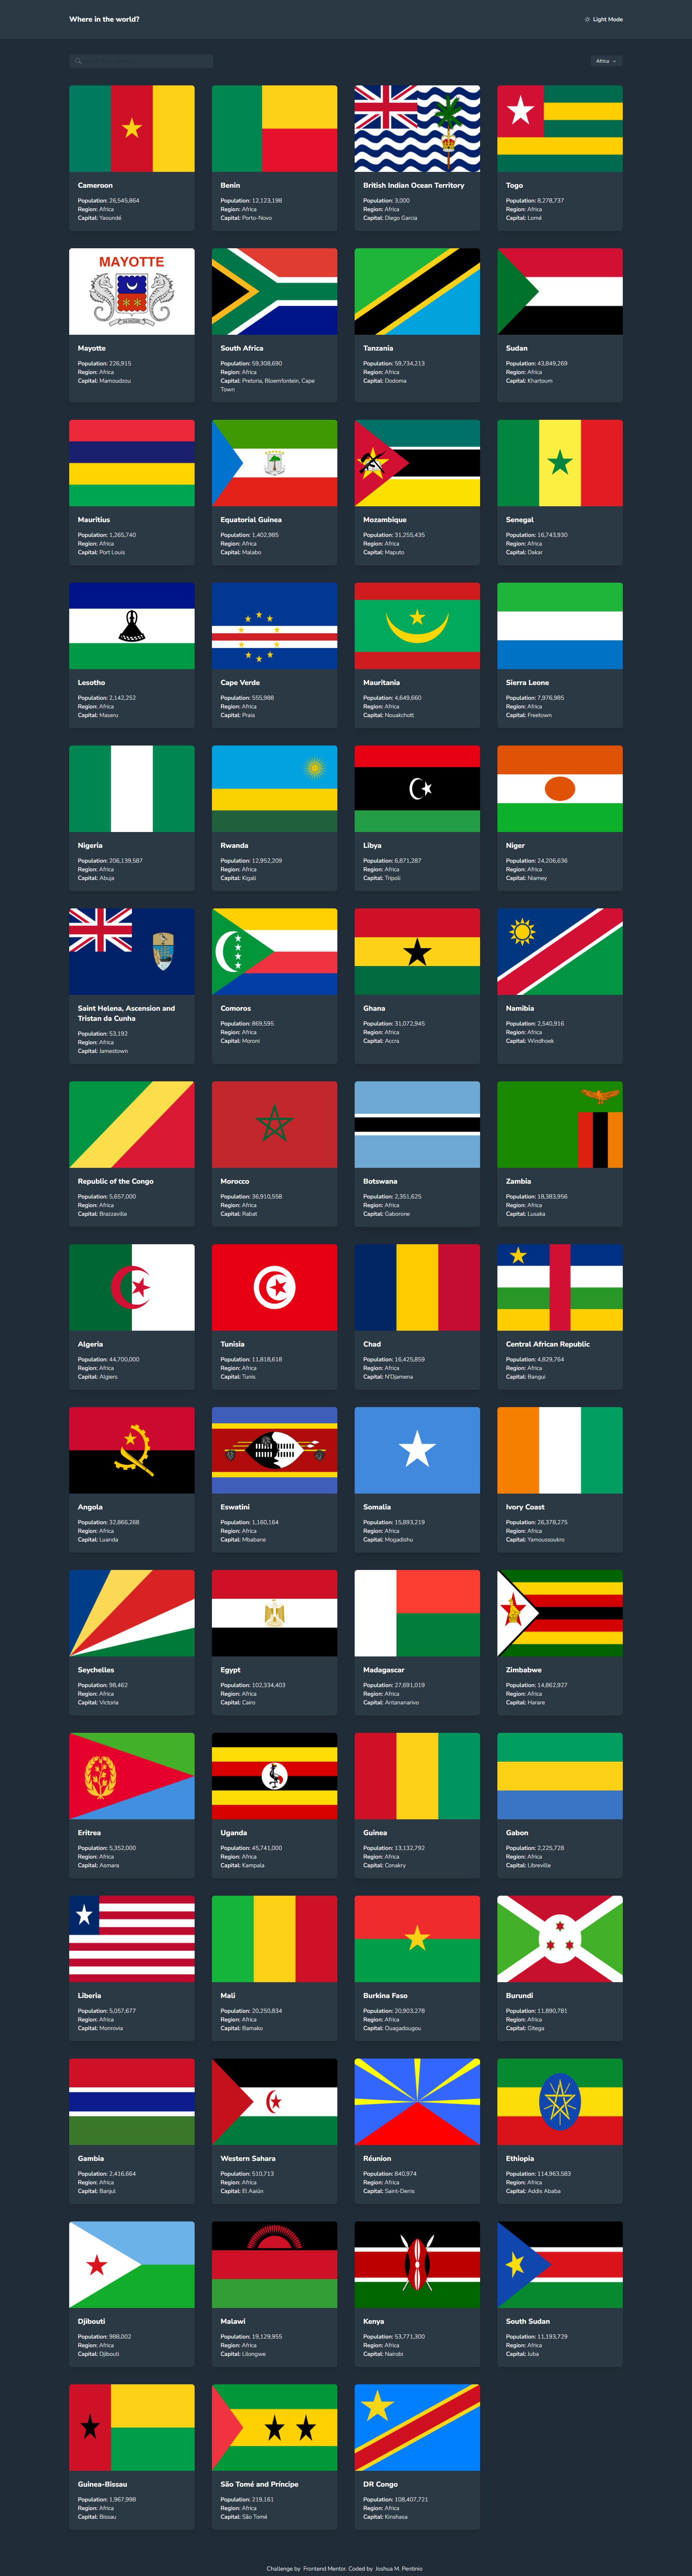 Where in the world?
Light Mode
Africa
Cameroon
Population: 26,545,864
Region: Africa
Capital: Yaoundé
Benin
Population: 12,123,198
Region: Africa
Capital: Porto-Novo
British Indian Ocean Territory
Population: 3,000
Region: Africa
Capital: Diego Garcia
Togo
Population: 8,278,737
Region: Africa
Capital: Lomé
MAYOTTE
Mayotte
Population: 226,915
Region: Africa
Capital: Mamoudzou
South Africa
Population: 59,308,690
Region: Africa
Capital: Pretoria, Bloemfontein, Cape
Town
Tanzania
Population: 59,734,213
Region: Africa
Capital: Dodoma
Sudan
Population: 43,849,269
Region: Africa
Capital: Khartoum
Mauritius
Population: 1,265,740
Region: Africa
Capital: Port Louis
Equatorial Guinea
Population: 1,402,985
Region: Africa
Capital: Malabo
Mozambique
Population: 31,255,435
Region: Africa
Capital: Maputo
Senegal
Population: 16,743,930
Region: Africa
Capital: Dakar
Lesotho
Population: 2,142,252
Region: Africa
Capital: Maseru
Cape Verde
Population: 555,988
Region: Africa
Capital: Praia
Mauritania
Population: 4,649,660
Region: Africa
Capital: Nouakchott
Sierra Leone
Population: 7,976,985
Region: Africa
Capital: Freetown
Nigeria
Population: 206,139,587
Region: Africa
Capital: Abuja
Rwanda
Population: 12,952,209
Region: Africa
Capital: Kigali
Libya
Population: 6,871,287
Region: Africa
Capital: Tripoli
Niger
Population: 24,206,636
Region: Africa
Capital: Niamey
Saint Helena, Ascension and
Tristan da Cunha
Population: 53,192
Region: Africa
Capital: Jamestown
Comoros
Population: 869,595
Region: Africa
Capital: Moroni
Ghana
Population: 31,072,945
Region: Africa
Capital: Accra
Namibia
Population: 2,540,916
Region: Africa
Capital: Windhoek
Republic of the Congo
Population: 5,657,000
Region: Africa
Capital: Brazzaville
Morocco
Population: 36,910,558
Region: Africa
Capital: Rabat
Botswana
Population: 2,351,625
Region: Africa
Capital: Gaborone
Zambia
Population: 18,383,956
Region: Africa
Capital: Lusaka
Algeria
Population: 44,700,000
Region: Africa
Capital: Algiers
Tunisia
Population: 11,818,618
Region: Africa
Capital: Tunis
Chad
Population: 16,425,859
Region: Africa
Capital: N'Djamena
Central African Republic
Population: 4,829,764
Region: Africa
Capital: Bangui
Angola
Population: 32,866,268
Region: Africa
Capital: Luanda
Eswatini
Population: 1,160,164
Region: Africa
Capital: Mbabane
Somalia
Population: 15,893,219
Region: Africa
Capital: Mogadishu
Ivory Coast
Population: 26,378,275
Region: Africa
Capital: Yamoussoukro
Seychelles
Population: 98,462
Region: Africa
Capital: Victoria
Egypt
Population: 102,334,403
Region: Africa
Capital: Cairo
Madagascar
Population: 27,691,019
Region: Africa
Capital: Antananarivo
Zimbabwe
Population: 14,862,927
Region: Africa
Capital: Harare
Eritrea
Population: 5,352,000
Region: Africa
Capital: Asmara
Uganda
Population: 45,741,000
Region: Africa
Capital: Kampala
Guinea
Population: 13,132,792
Region: Africa
Capital: Conakry
Gabon
Population: 2,225,728
Region: Africa
Capital: Libreville
Liberia
Population: 5,057,677
Region: Africa
Capital: Monrovia
Mali
Population: 20,250,834
Region: Africa
Capital: Bamako
Burkina Faso
Population: 20,903,278
Region: Africa
Capital: Ouagadougou
Burundi
Population: 11,890,781
Region: Africa
Capital: Gitega
Gambia
Population: 2,416,664
Region: Africa
Capital: Banjul
Western Sahara
Population: 510,713
Region: Africa
Capital: El Aaiún
Réunion
Population: 840,974
Region: Africa
Capital: Saint-Denis
Ethiopia
Population: 114,963,583
Region: Africa
Capital: Addis Ababa
Djibouti
Population: 988,002
Region: Africa
Capital: Djibouti
Malawi
Population: 19,129,955
Region: Africa
Capital: Lilongwe
Kenya
Population: 53,771,300
Region: Africa
Capital: Nairobi
South Sudan
Population: 11,193,729
Region: Africa
Capital: Juba
Guinea-Bissau
Population: 1,967,998
Region: Africa
Capital: Bissau
São Tomé and Príncipe
Population: 219,161
Region: Africa
Capital: São Tomé
DR Congo
Population: 108,407,721
Region: Africa
Capital: Kinshasa
Challenge by Frontend Mentor. Coded by Joshua M. Pentinio